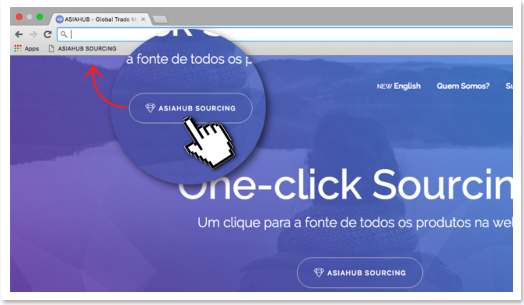 ASIAHUB - Global Trade M
Apps ASIAHUB SOURCING
a fonte de todos os p
ASIAHUB SOURCING
NEW English Quem Somos? Su
One-click Sourcin
Um clique para a fonte de todos os produtos na wel
ASIAHUB SOURCING